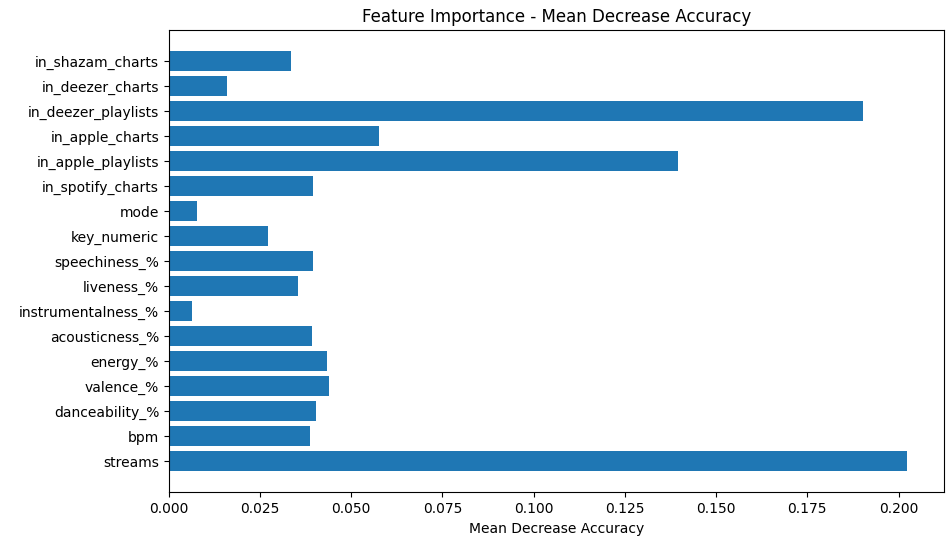 Feature Importance - Mean Decrease Accuracy
in_shazam_charts
in_deezer_charts
in_deezer_playlists
in_apple_charts
in_apple_playlists
in_spotify_charts
mode
key_numeric
speechiness_%
liveness_%
instrumentalness_%
acousticness_%
energy_%
valence_%
danceability_%
bpm
streams
0.000 0.025 0.050 0.075 0.100 0.125 0.150 0.175 0.200
Mean Decrease Accuracy